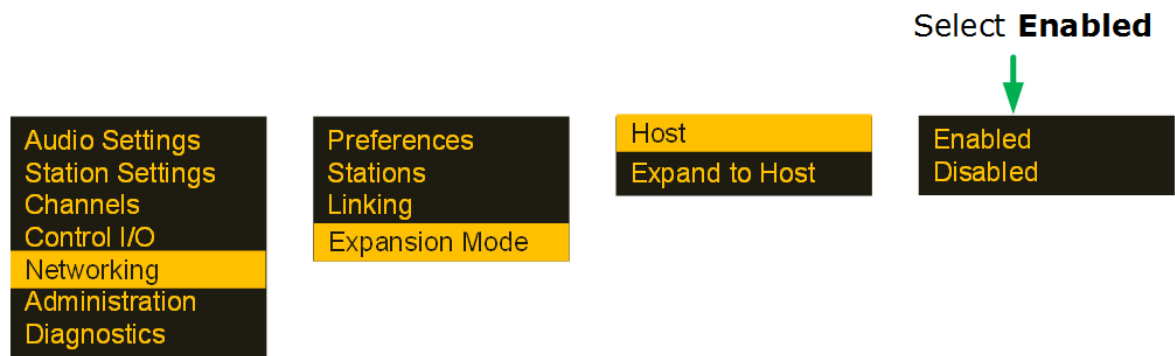 Select Enabled
Audio Settings
Station Settings
Channels
Control I/O
Networking
Administration
Diagnostics
Preferences
Stations
Linking
Expansion Mode
Host
Expand to Host
Enabled
Disabled